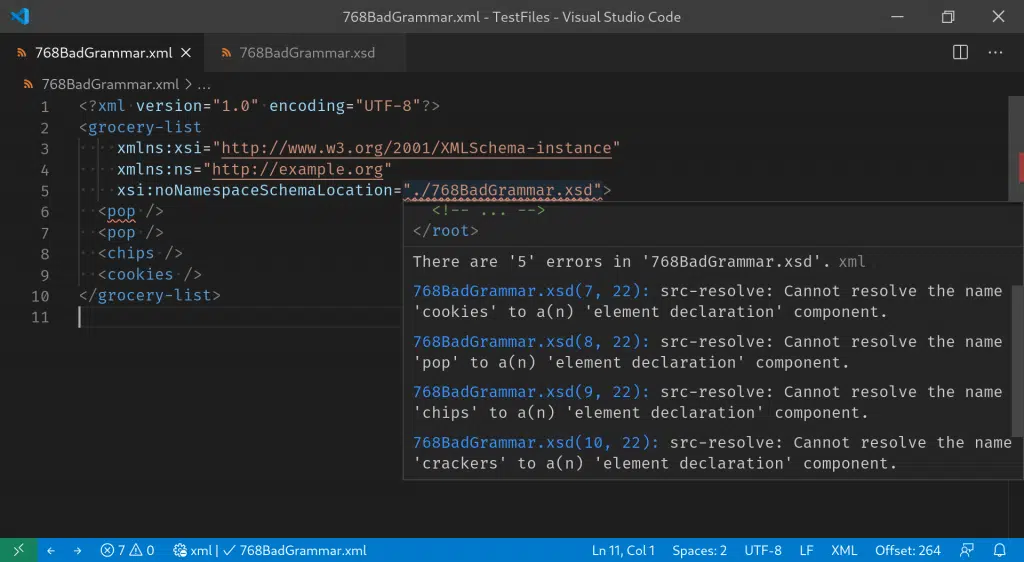 768BadGrammar.xml - TestFiles - Visual Studio Code
768BadGrammar.xml
768BadGrammar.xsd
768BadGrammar.xml > ...
1 <?xml version="1.0" encoding="UTF-8"?>
2 <grocery-list
3 xmlns:xsi="http://www.w3.org/2001/XMLSchema-instance"
4 xmlns:ns="http://example.org"
5 xsi:noNamespaceSchemaLocation="./768BadGrammar.xsd">
6 <pop />
7 <pop />
8 <chips />
9 <cookies />
10 </grocery-list>
11
<!-- ... -->
</root>
There are '5' errors in '768BadGrammar.xsd'. xml
768BadGrammar.xsd(7, 22): src-resolve: Cannot resolve the name
'cookies' to a(n) 'element declaration' component.
768BadGrammar.xsd(8, 22): src-resolve: Cannot resolve the name
'pop' to a(n) 'element declaration' component.
768BadGrammar.xsd(9, 22): src-resolve: Cannot resolve the name
'chips' to a(n) 'element declaration' component.
768BadGrammar.xsd(10, 22): src-resolve: Cannot resolve the name
'crackers' to a(n) 'element declaration' component.
7 0 xml | ✓ 768BadGrammar.xml Ln 11, Col 1 Spaces: 2 UTF-8 LF XML Offset: 264